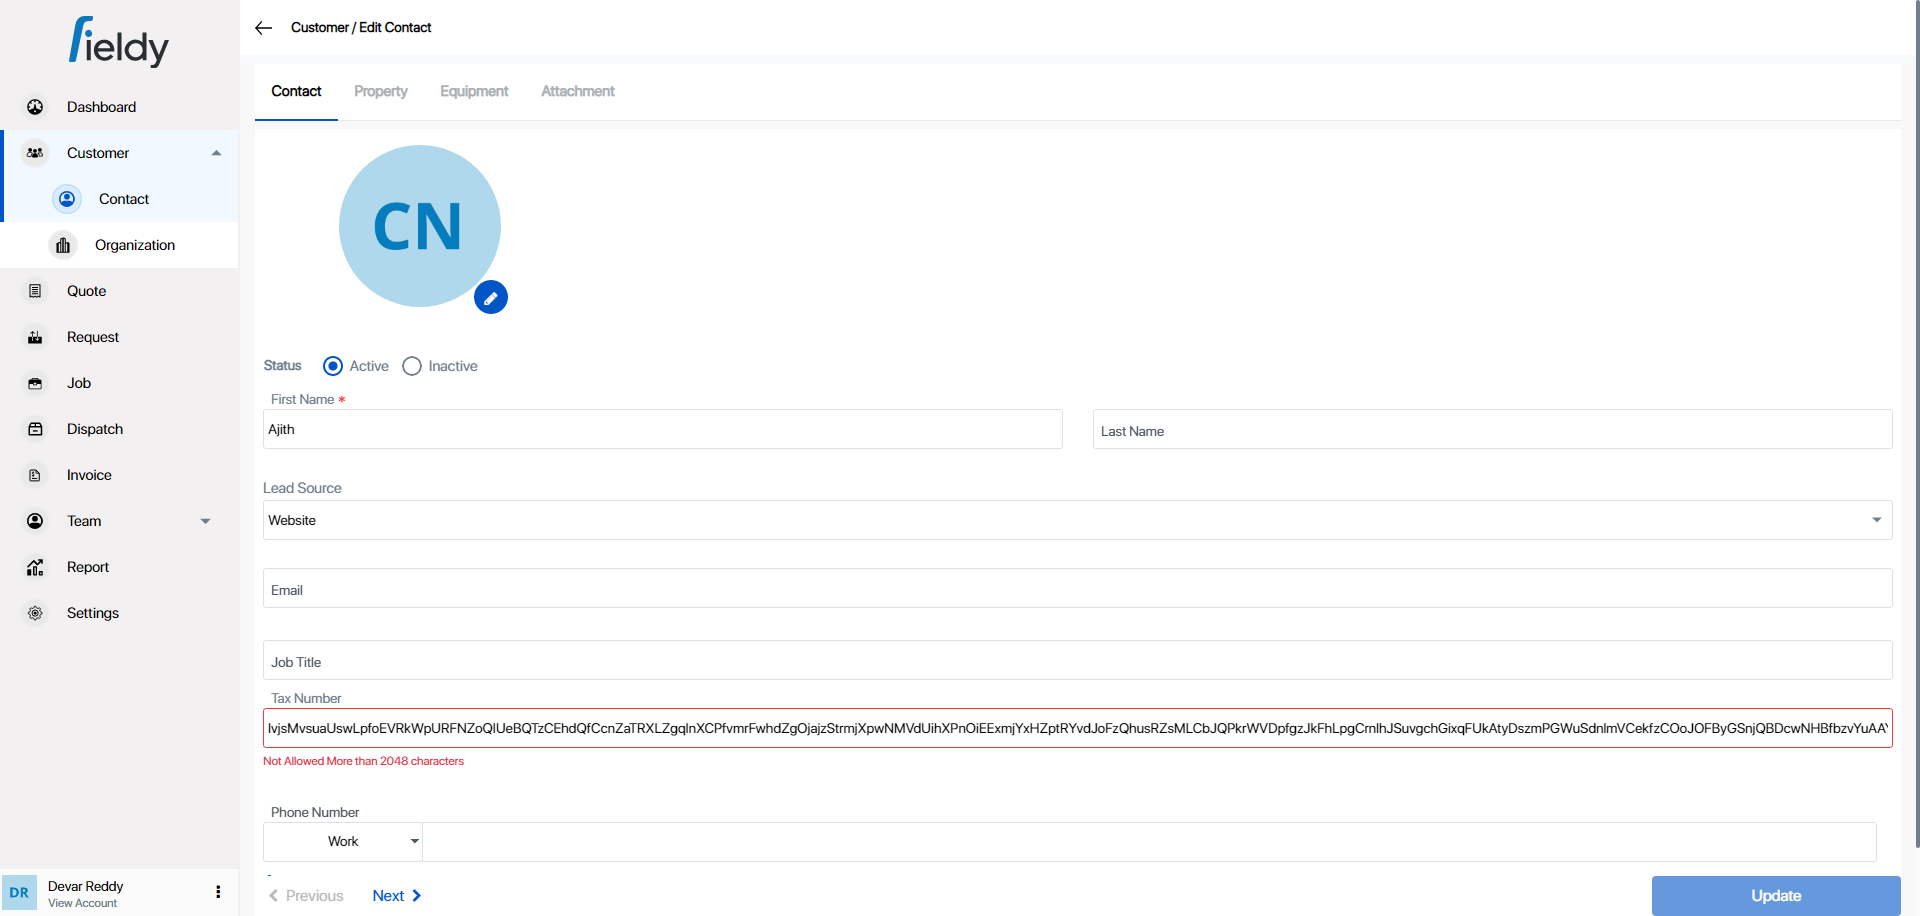 fieldy
Customer / Edit Contact
Contact
Property
Equipment
Attachment
Dashboard
Customer
Contact
Organization
Quote
Request
Job
Dispatch
Invoice
Team
Report
Settings
CN
Status
Active
Inactive
First Name *
Ajith
Last Name
Lead Source
Website
Email
Job Title
Tax Number
Not Allowed More than 2048 characters
Phone Number
Work
Previous
Next
Update
DR
Devar Reddy
View Account